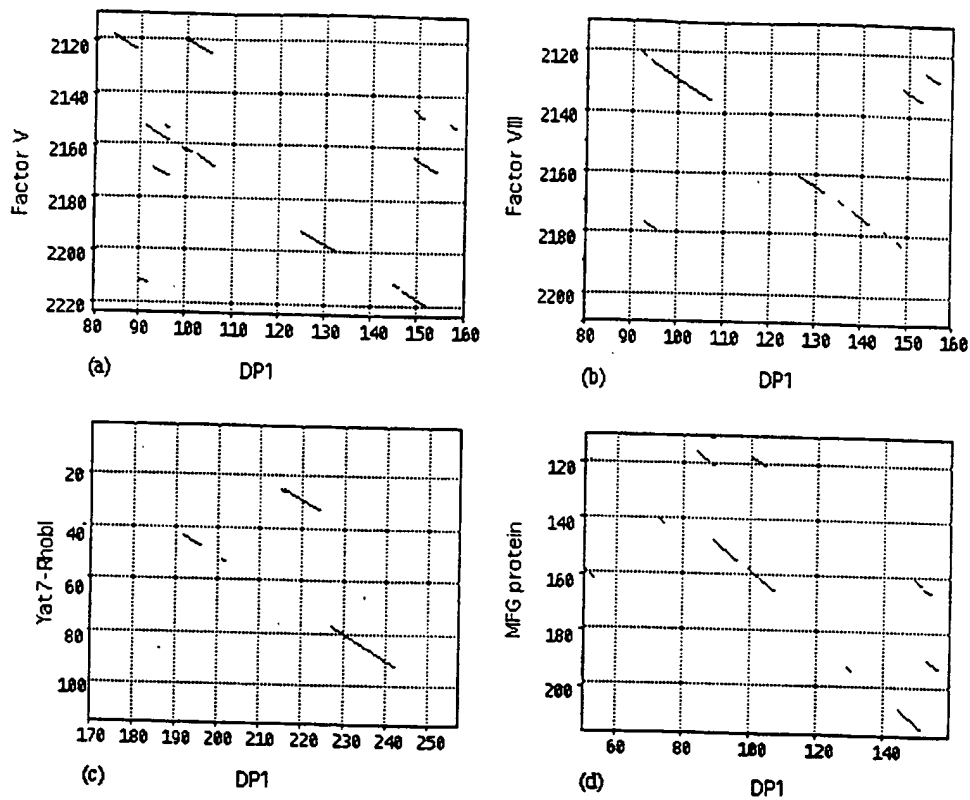 2120
2140
2160
2180
2200
2220
Factor V
80 90 100 110 120 130 140 150 160
(a)
DP1
2120
2140
2160
2180
2200
Factor VIII
80 90 100 110 120 130 140 150 160
(b)
DP1
20
40
60
80
100
Yat7-Rhobl
170 180 190 200 210 220 230 240 250
(c)
DP1
120
140
160
180
200
MFG protein
60 80 100 120 140
(d)
DP1